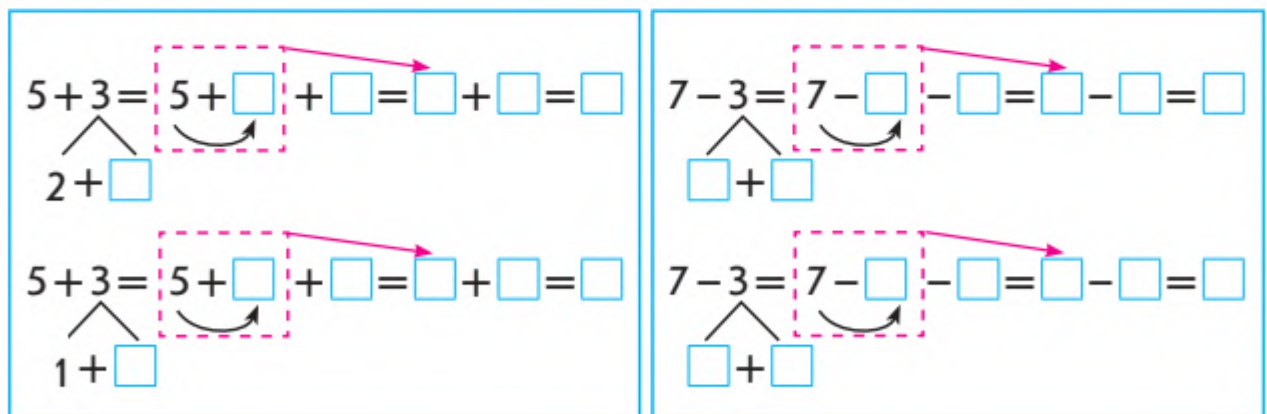 5 + 3 = 5 + □ + □ = □ + □ = □
2 + □
5 + 3 = 5 + □ + □ = □ + □ = □
1 + □
7 − 3 = 7 − □ − □ = □ − □ = □
□ + □
7 − 3 = 7 − □ − □ = □ − □ = □
□ + □